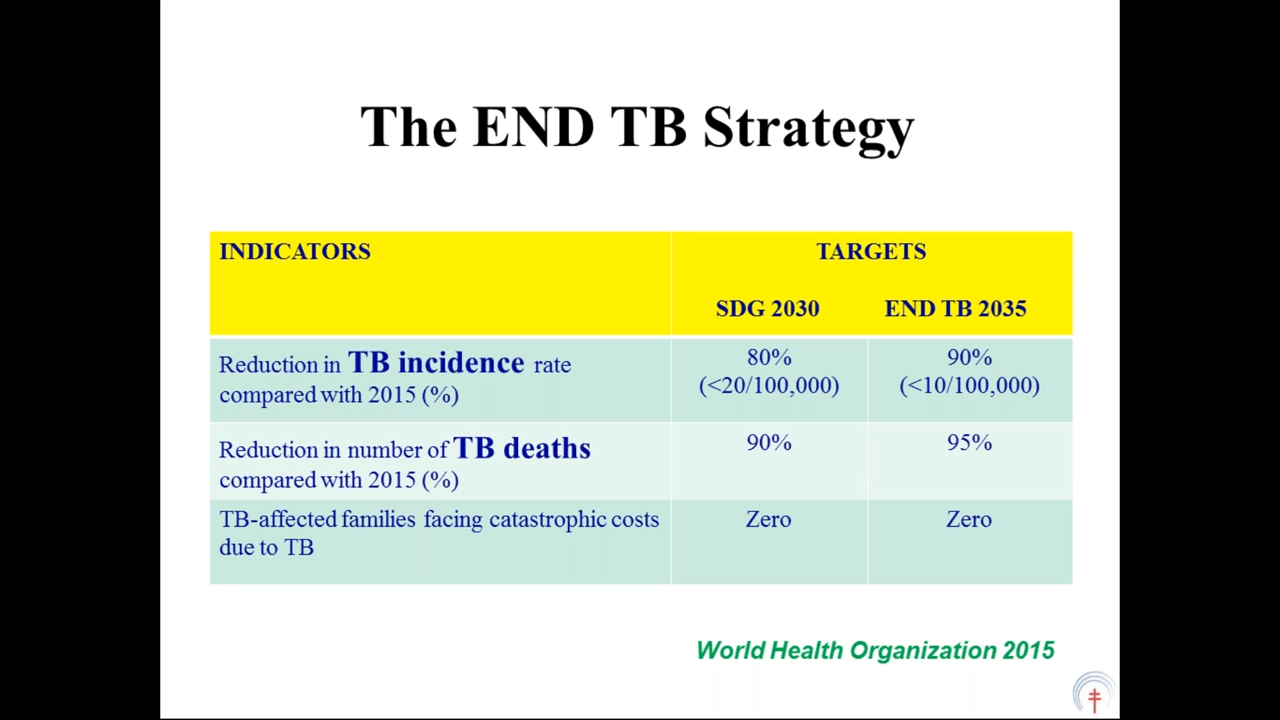 The END TB Strategy
INDICATORS
TARGETS
SDG 2030
END TB 2035
Reduction in TB incidence rate
compared with 2015 (%)
80%
(<20/100,000)
90%
(<10/100,000)
Reduction in number of TB deaths
compared with 2015 (%)
90%
95%
TB-affected families facing catastrophic costs
due to TB
Zero
Zero
World Health Organization 2015